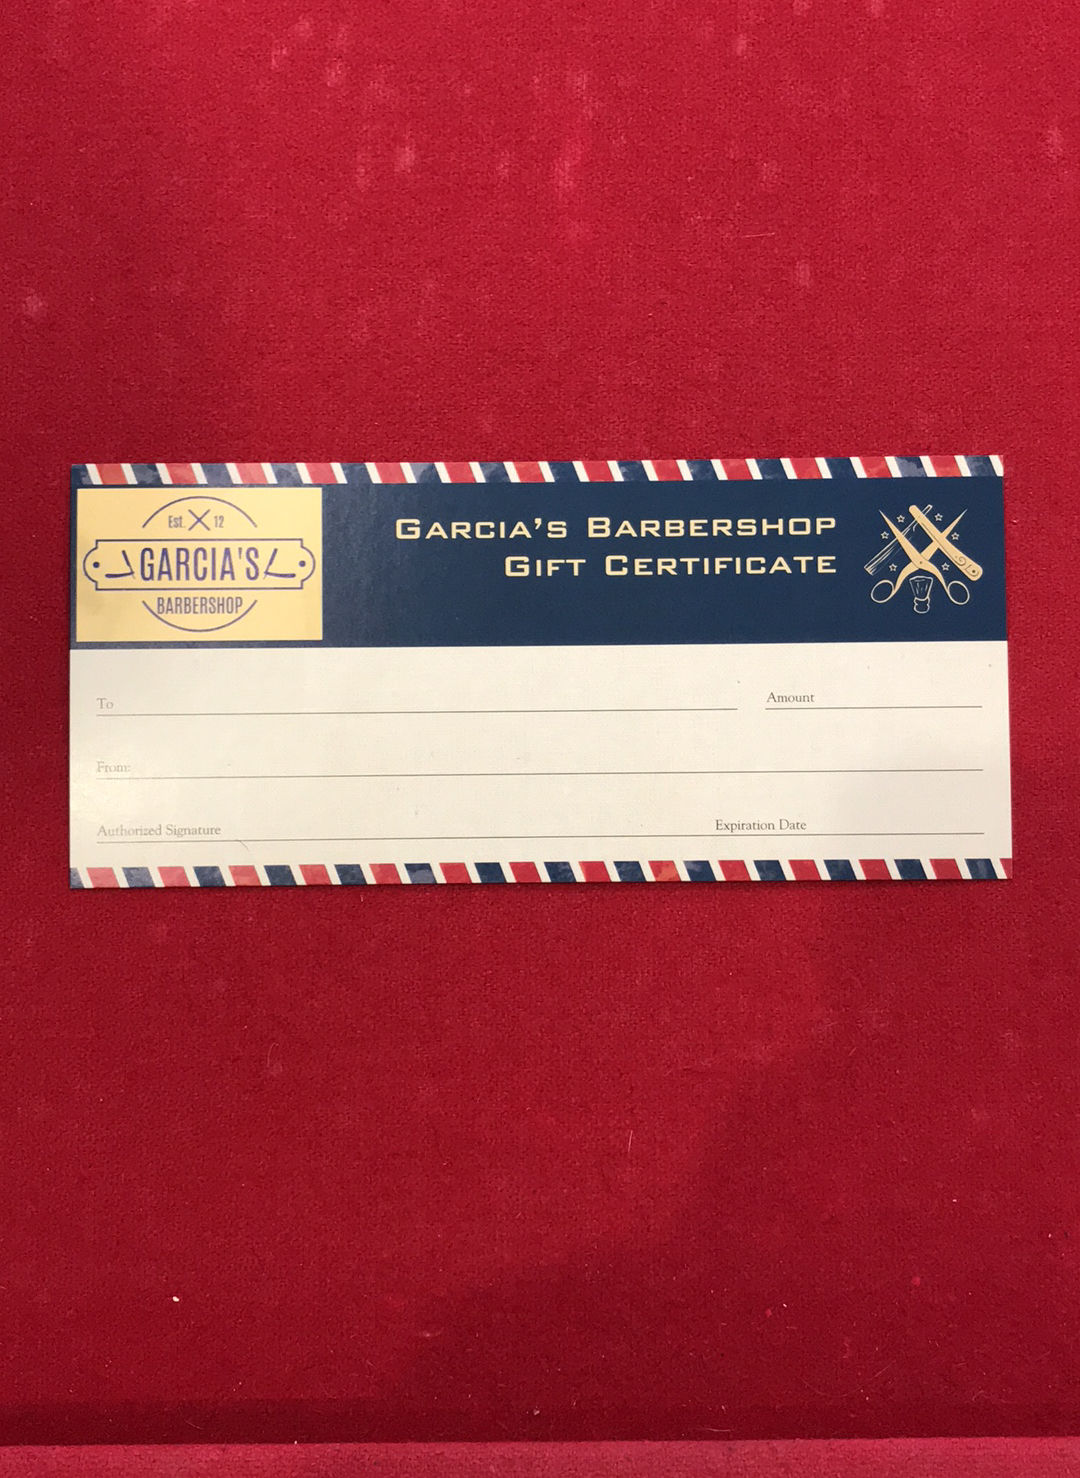 Est. 12
GARCIA'S
BARBERSHOP
GARCIA'S BARBERSHOP
GIFT CERTIFICATE
To
Amount
From:
Authorized Signature
Expiration Date